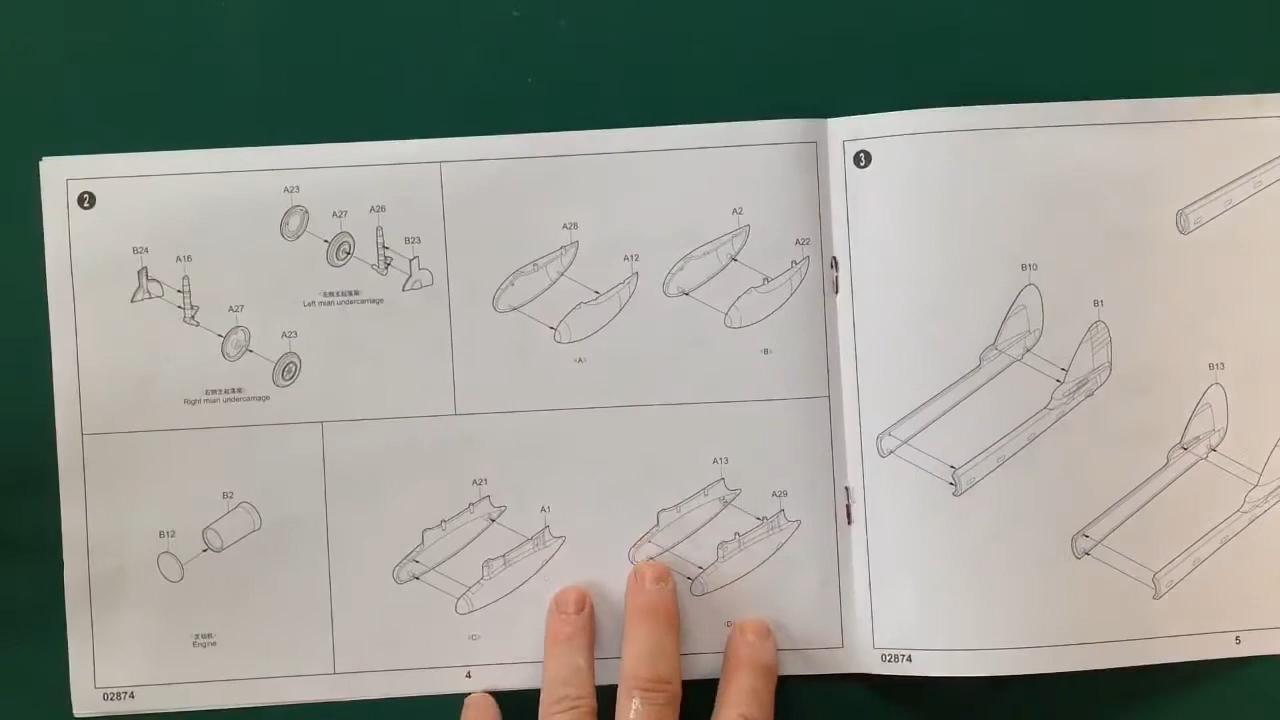 2
A23
A27
A26
B23
B24
A16
Left mian undercarriage
A27
A23
Right mian undercarriage
A28
A12
<A>
A2
A22
<B>
B2
B12
Engine
A21
A1
<C>
A13
A29
02874
4
3
B10
B1
B13
02874
5